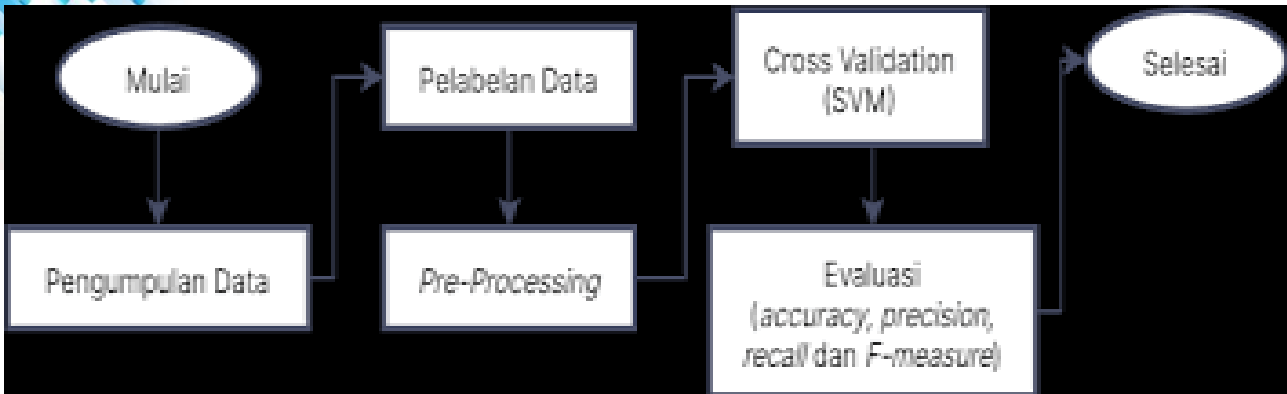 Mulai
Pengumpulan Data
Pelabelan Data
Pre-Processing
Cross Validation
(SVM)
Evaluasi
(accuracy, precision,
recall dan F-measure)
Selesai